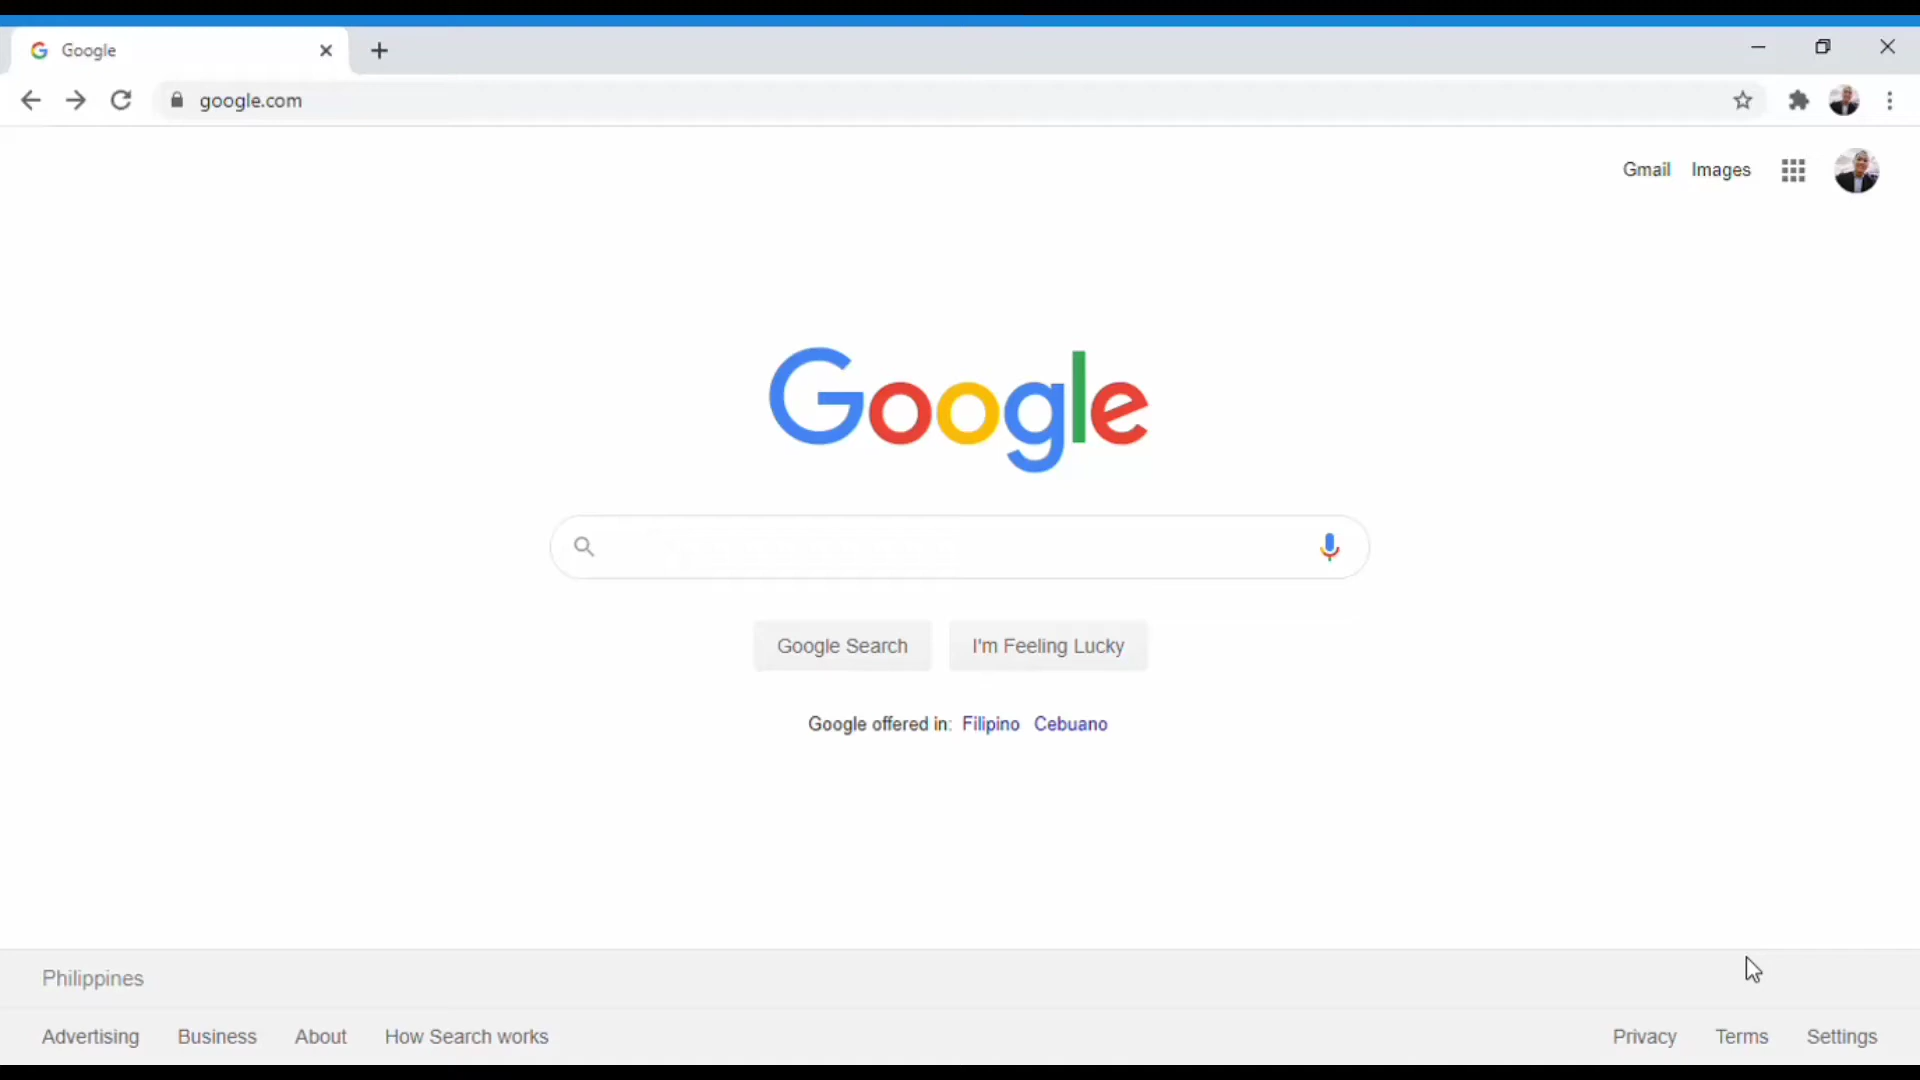 Google
google.com
Gmail Images
Google
Google Search I'm Feeling Lucky
Google offered in: Filipino Cebuano
Philippines
Advertising Business About How Search works Privacy Terms Settings